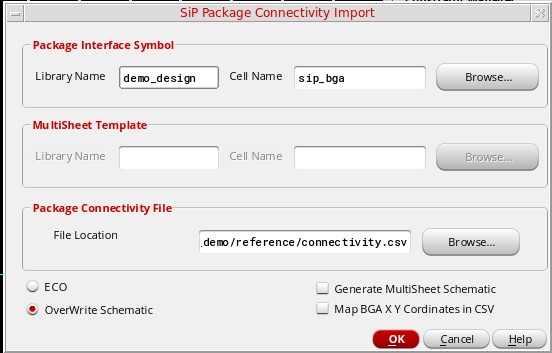 SiP Package Connectivity Import
Package Interface Symbol
Library Name demo_design Cell Name sip_bga Browse...
MultiSheet Template
Library Name Cell Name Browse...
Package Connectivity File
File Location .demo/reference/connectivity.csv Browse...
ECO Generate MultiSheet Schematic
OverWrite Schematic Map BGA X Y Cordinates in CSV
OK Cancel Help